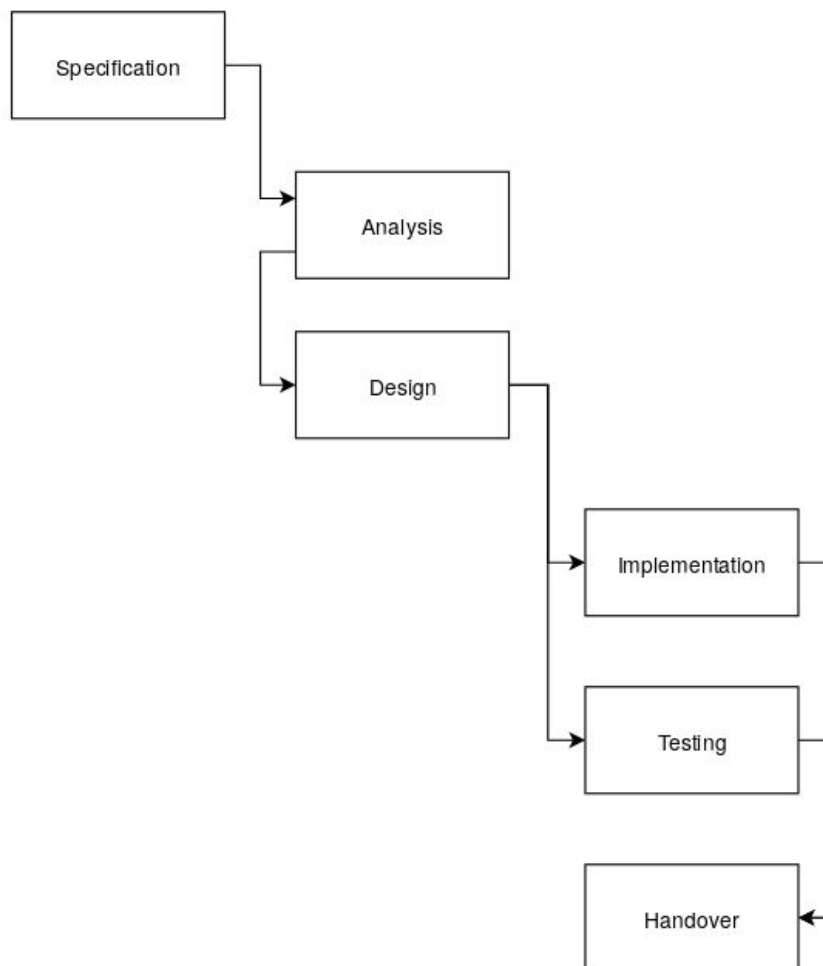 Specification
Analysis
Design
Implementation
Testing
Handover